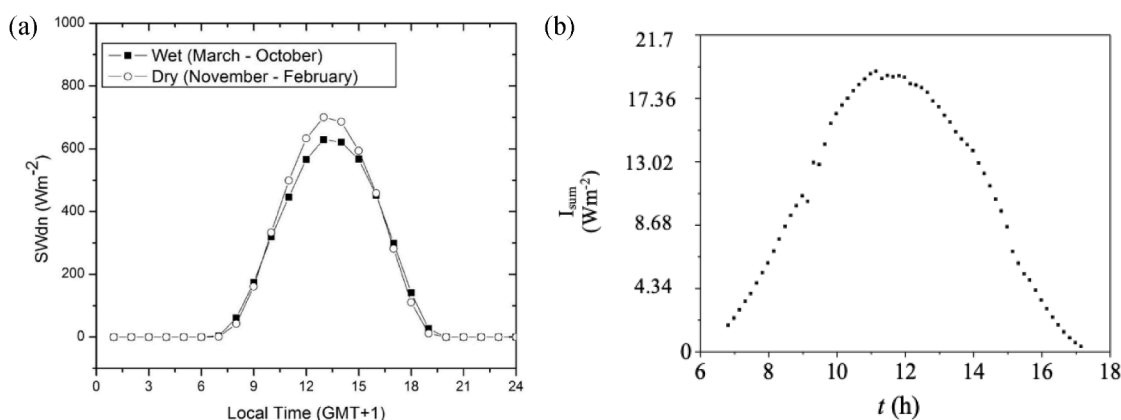 (a)
1000
800
600
400
200
0
SWdn (Wm-2)
Wet (March - October)
Dry (November - February)
0 3 6 9 12 15 18 21 24
Local Time (GMT+1)
(b)
21.7
17.36
13.02
8.68
4.34
0
Isum
(Wm-2)
6 8 10 12 14 16 18
t (h)